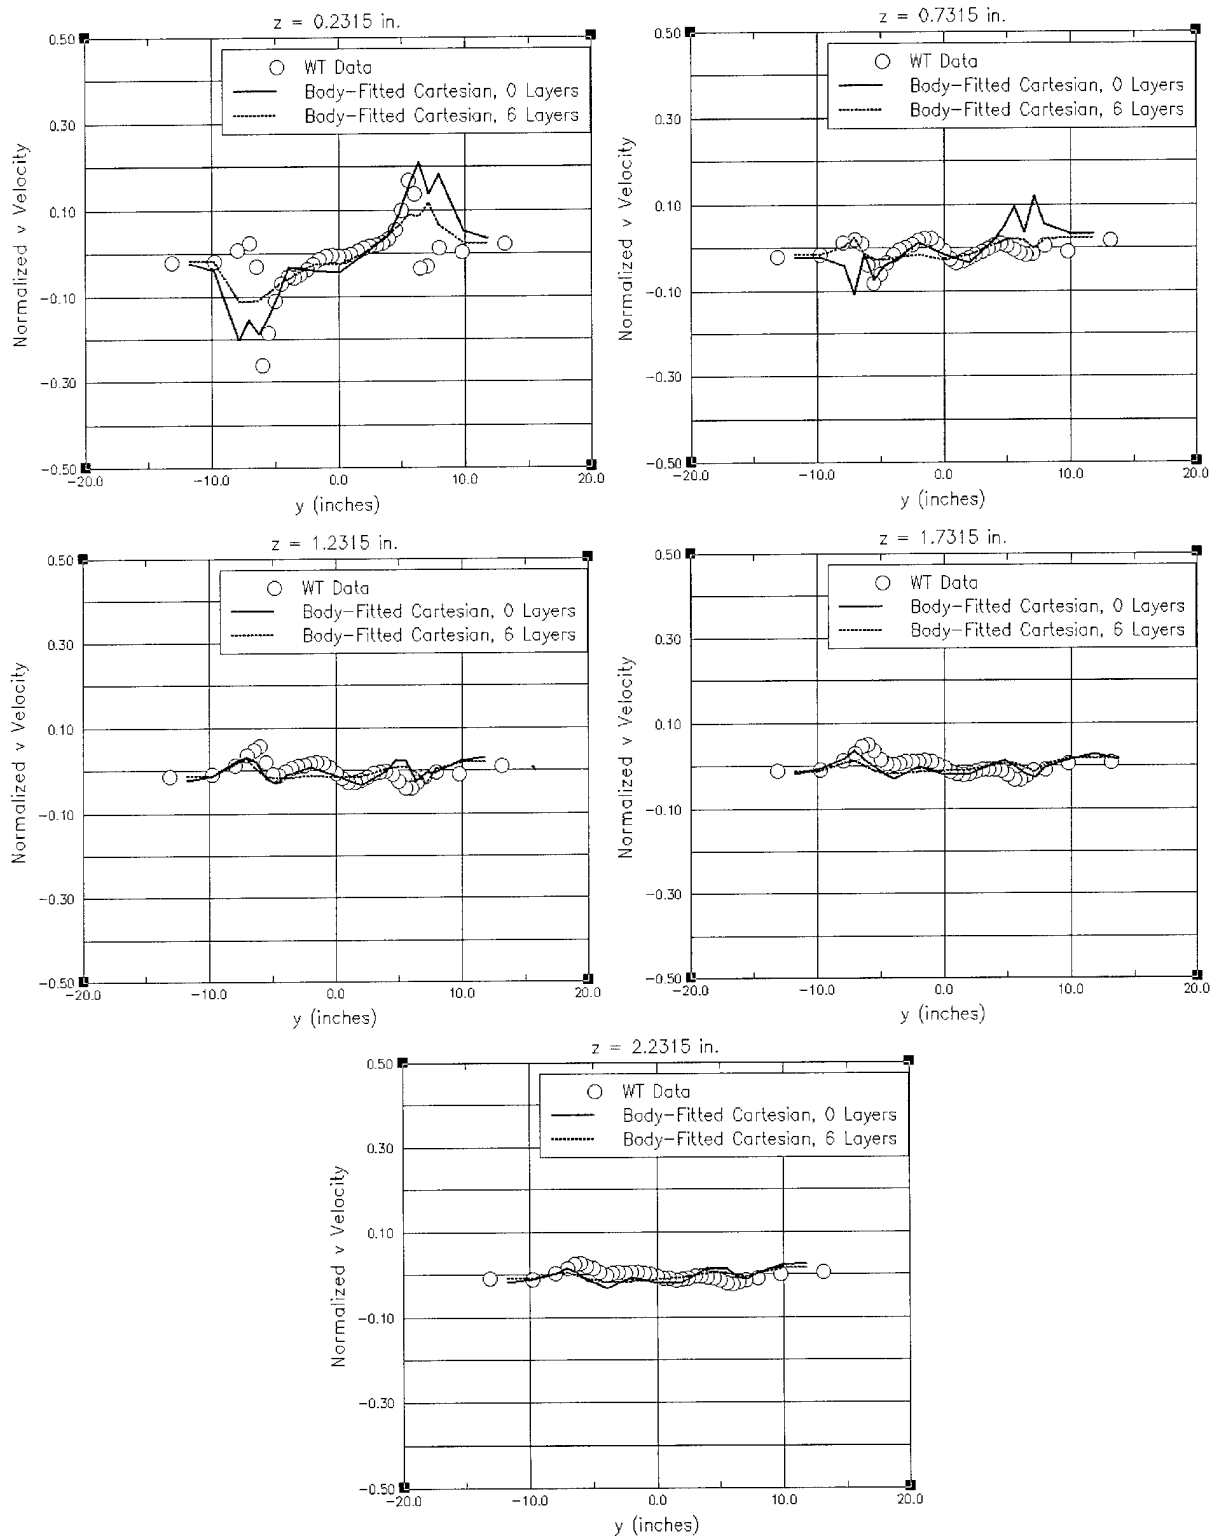 z = 0.2315 in.
0.50
WT Data
Body-Fitted Cartesian, 0 Layers
Body-Fitted Cartesian, 6 Layers
0.30
0.10
-0.10
-0.30
-0.50
Normalized v Velocity
-20.0 -10.0 0.0 10.0 20.0
y (inches)
z = 0.7315 in.
0.50
WT Data
Body-Fitted Cartesian, 0 Layers
Body-Fitted Cartesian, 6 Layers
0.30
0.10
-0.10
-0.30
-0.50
Normalized v Velocity
-20.0 -10.0 0.0 10.0 20.0
y (inches)
z = 1.2315 in.
0.50
WT Data
Body-Fitted Cartesian, 0 Layers
Body-Fitted Cartesian, 6 Layers
0.30
0.10
-0.10
-0.30
-0.50
Normalized v Velocity
-20.0 -10.0 0.0 10.0 20.0
y (inches)
z = 1.7315 in.
0.50
WT Data
Body-Fitted Cartesian, 0 Layers
Body-Fitted Cartesian, 6 Layers
0.30
0.10
-0.10
-0.30
-0.50
Normalized v Velocity
-20.0 -10.0 0.0 10.0 20.0
y (inches)
z = 2.2315 in.
0.50
WT Data
Body-Fitted Cartesian, 0 Layers
Body-Fitted Cartesian, 6 Layers
0.30
0.10
-0.10
-0.30
-0.50
Normalized v Velocity
-20.0 -10.0 0.0 10.0 20.0
y (inches)